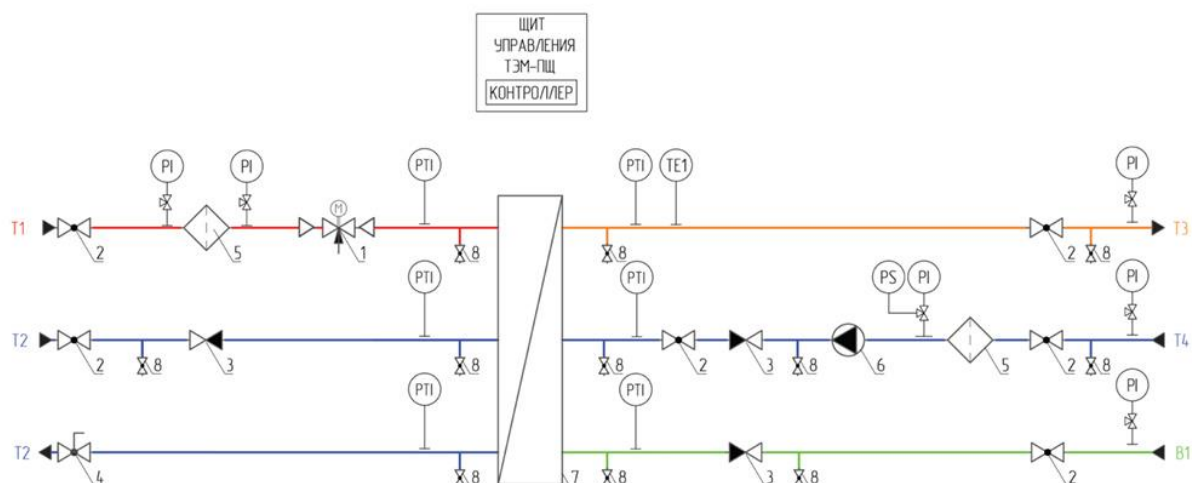 ЩИТ
УПРАВЛЕНИЯ
ТЭМ-ПЩ
КОНТРОЛЛЕР
PI PI PTI PTI TE1 PI
M
T1 T3
2 5 1 8 8 2 8
PTI PTI PS PI PI
T2 T4
2 8 3 8 8 2 3 8 6 5 2 8
PTI PTI PI
T2 B1
4 8 7 8 3 8 2